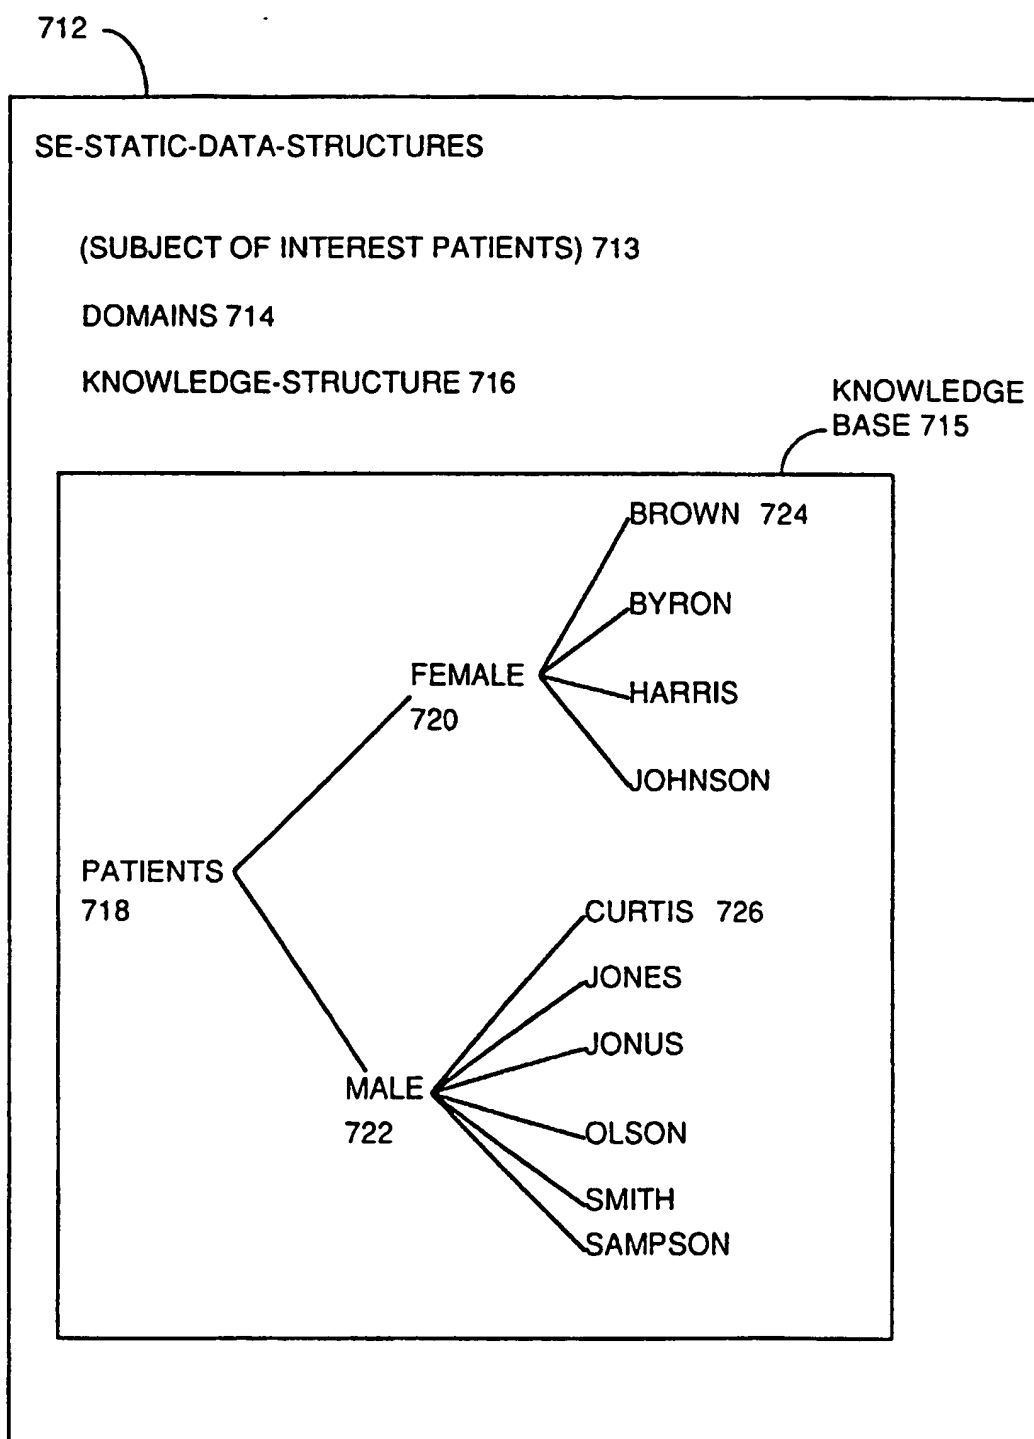 712
SE-STATIC-DATA-STRUCTURES
(SUBJECT OF INTEREST PATIENTS) 713
DOMAINS 714
KNOWLEDGE-STRUCTURE 716
KNOWLEDGE
BASE 715
BROWN 724
BYRON
FEMALE
720
HARRIS
JOHNSON
PATIENTS
718
CURTIS 726
JONES
JONUS
MALE
722
OLSON
SMITH
SAMPSON